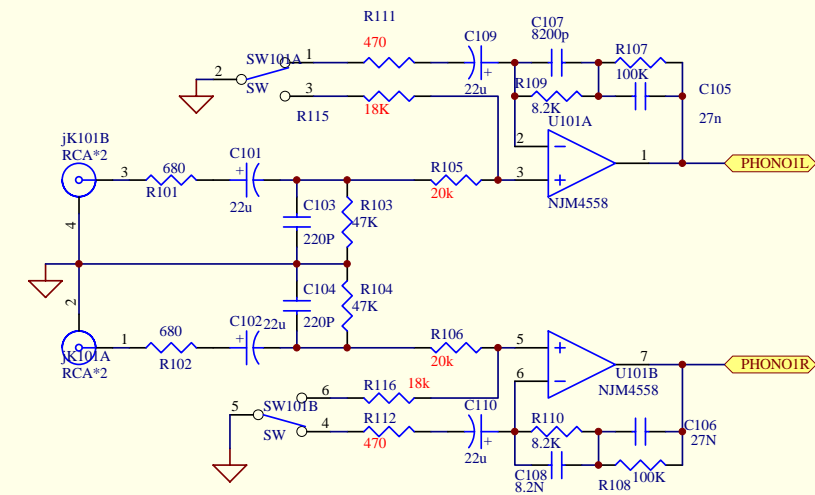 R111
470
C109
22u
+
C107
8200p
R107
100K
SW101A
SW
1
2
3
R115
18K
R109
8.2K
C105
27n
U101A
2
3
1
NJM4558
PHONO1L
jK101B
RCA*2
3
4
680
R101
C101
+
22u
C103
220P
R103
47K
R105
20k
2
1
jK101A
RCA*2
680
R102
C102
+
22u
C104
220P
R104
47K
R106
20k
5
6
7
U101B
NJM4558
PHONO1R
SW101B
SW
5
6
4
R116
18k
R112
470
C110
+
22u
R110
8.2K
C108
8.2N
C106
27N
R108
100K